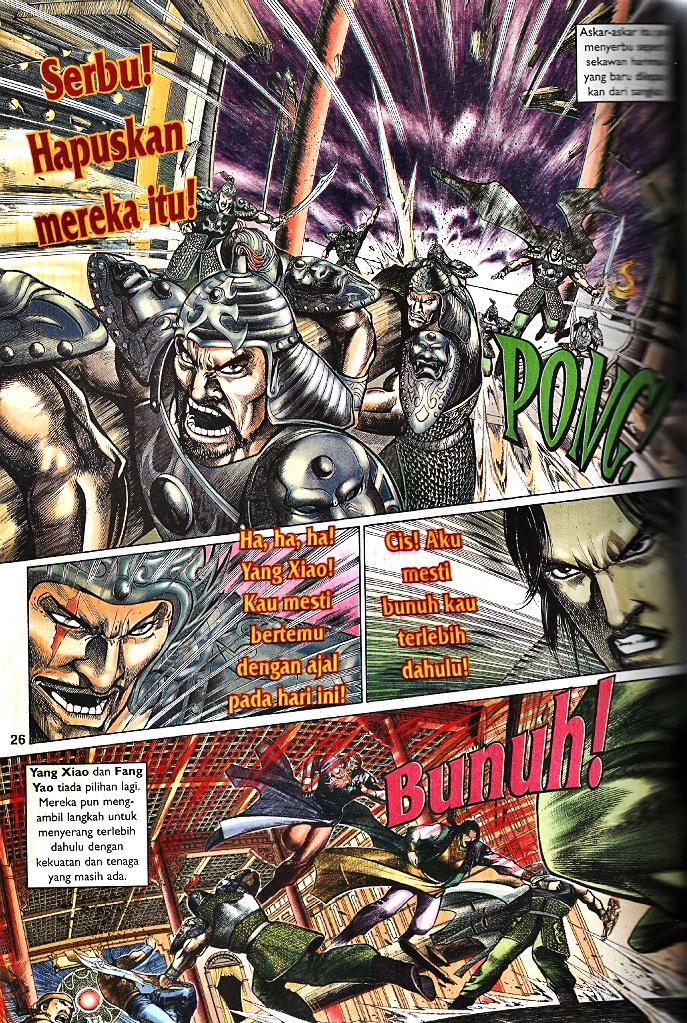 Serbu!
Hapuskan
mereka itu!
Askar-askar itu
menyerbu
sekawan
yang baru
kan dari
PONG!
Ha, ha, ha!
Yang Xiao!
Kau mesti
bertemu
dengan ajal
pada hari ini!
Cis! Aku
mesti
bunuh kau
terlebih
dahulu!
26
Yang Xiao dan Fang
Yao tiada pilihan lagi.
Mereka pun meng-
ambil langkah untuk
menyerang terlebih
dahulu dengan
kekuatan dan tenaga
yang masih ada.
Bunuh!